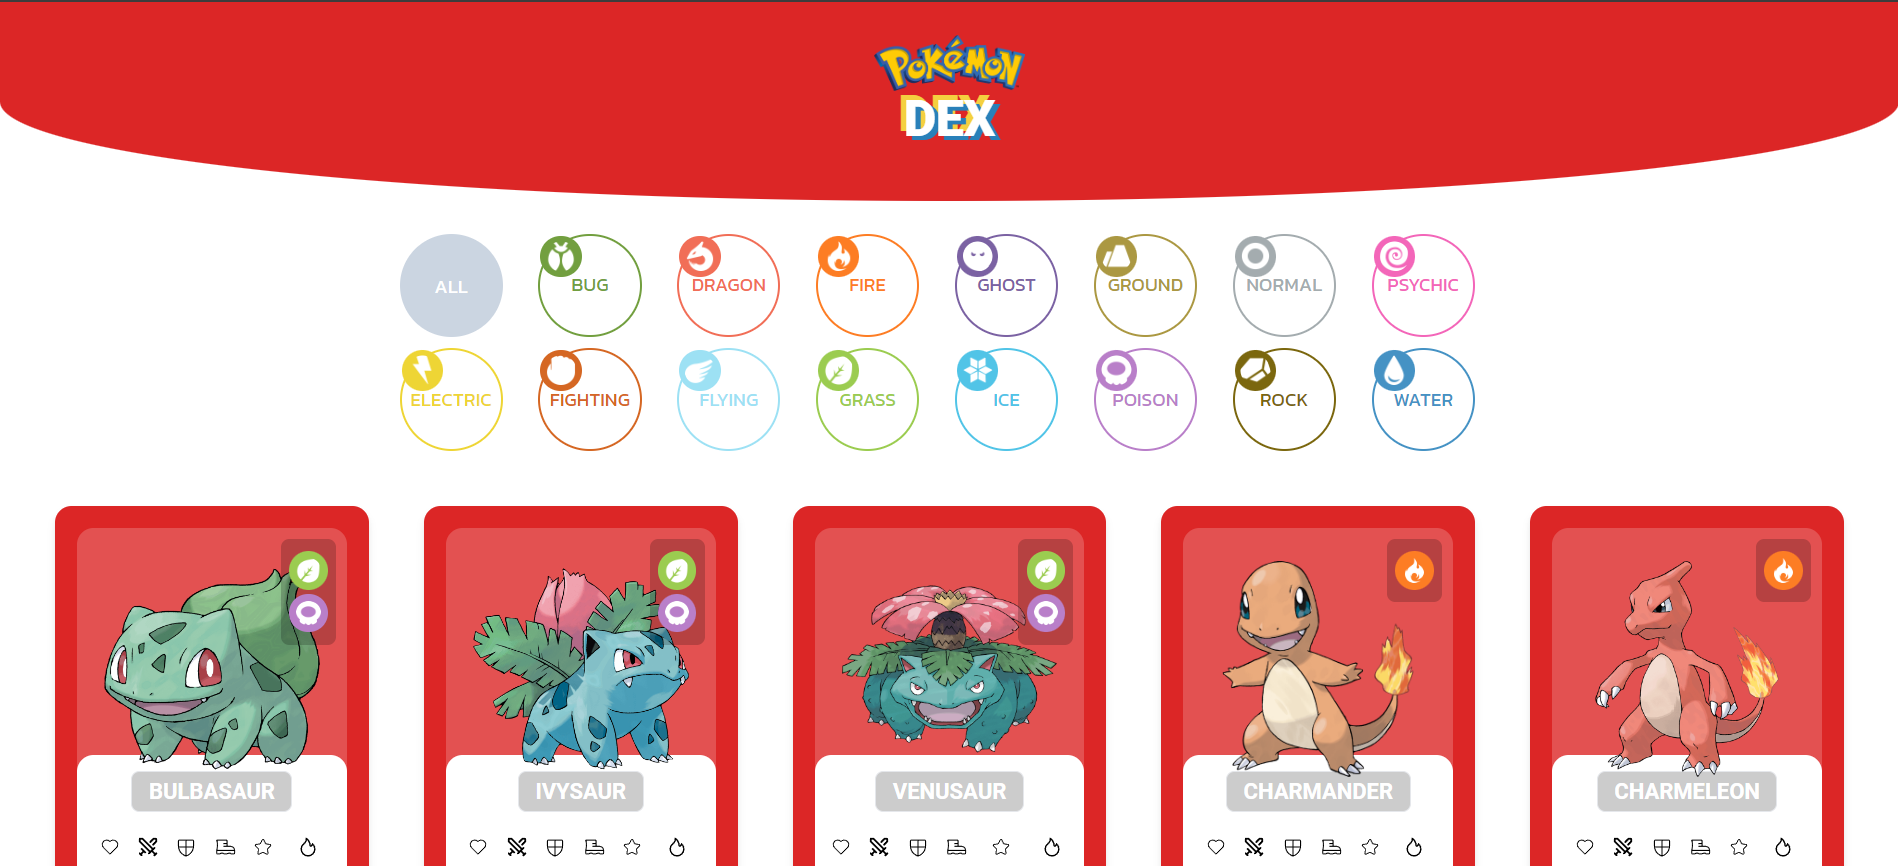 POKéMON
DEX
ALL
BUG
DRAGON
FIRE
GHOST
GROUND
NORMAL
PSYCHIC
ELECTRIC
FIGHTING
FLYING
GRASS
ICE
POISON
ROCK
WATER
BULBASAUR
IVYSAUR
VENUSAUR
CHARMANDER
CHARMELEON